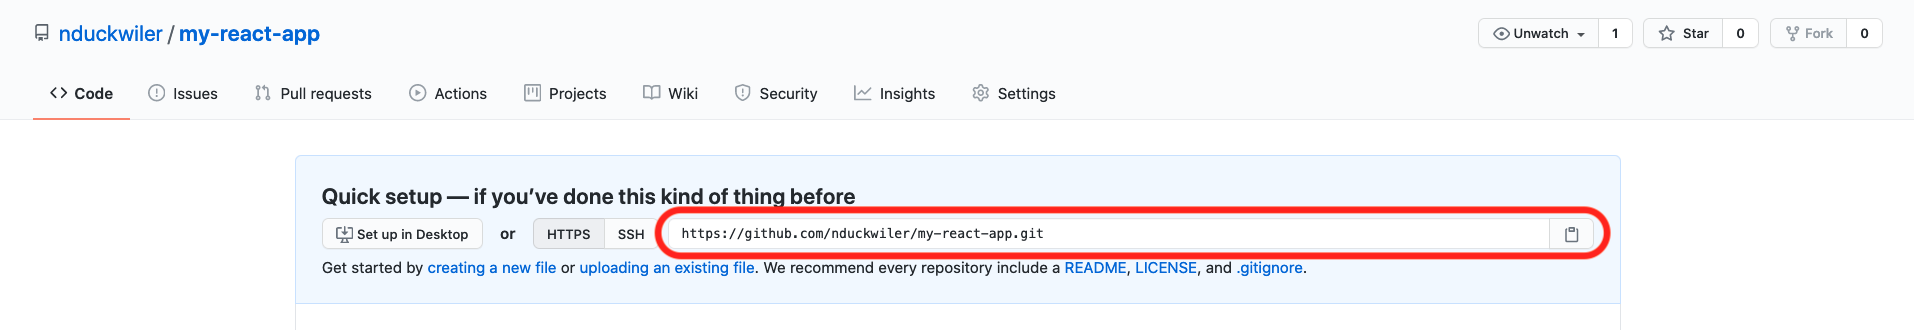 nduckwiler / my-react-app
Unwatch 1 Star 0 Fork 0
Code Issues Pull requests Actions Projects Wiki Security Insights Settings
Quick setup — if you’ve done this kind of thing before
Set up in Desktop or HTTPS SSH https://github.com/nduckwiler/my-react-app.git
Get started by creating a new file or uploading an existing file. We recommend every repository include a README, LICENSE, and .gitignore.